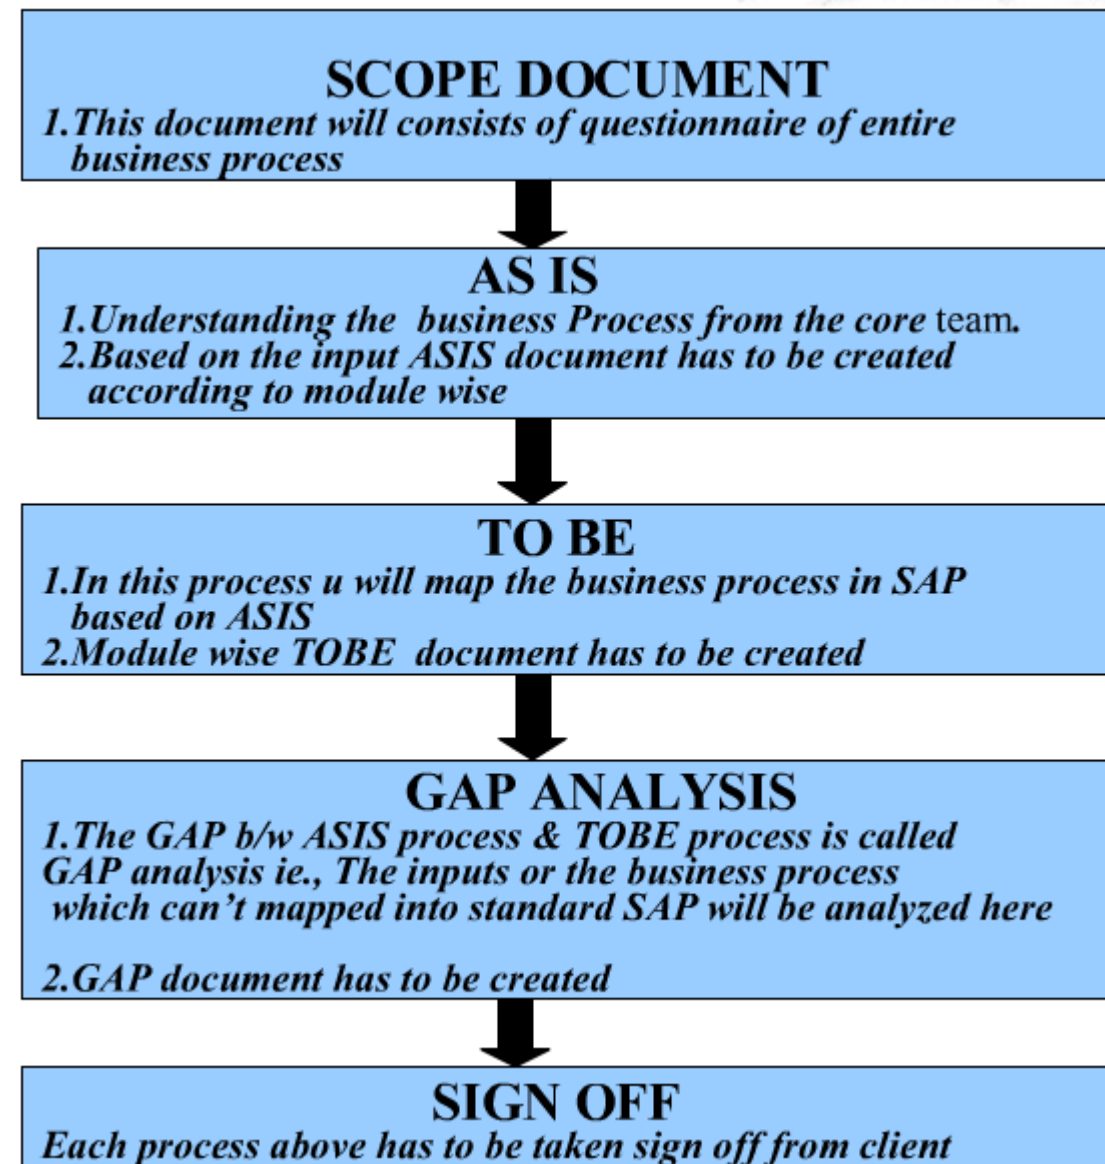 SCOPE DOCUMENT
1.This document will consists of questionnaire of entire
business process
AS IS
1.Understanding the business Process from the core team.
2.Based on the input ASIS document has to be created
according to module wise
TO BE
1.In this process u will map the business process in SAP
based on ASIS
2.Module wise TOBE document has to be created
GAP ANALYSIS
1.The GAP b/w ASIS process & TOBE process is called
GAP analysis ie., The inputs or the business process
which can't mapped into standard SAP will be analyzed here
2.GAP document has to be created
SIGN OFF
Each process above has to be taken sign off from client